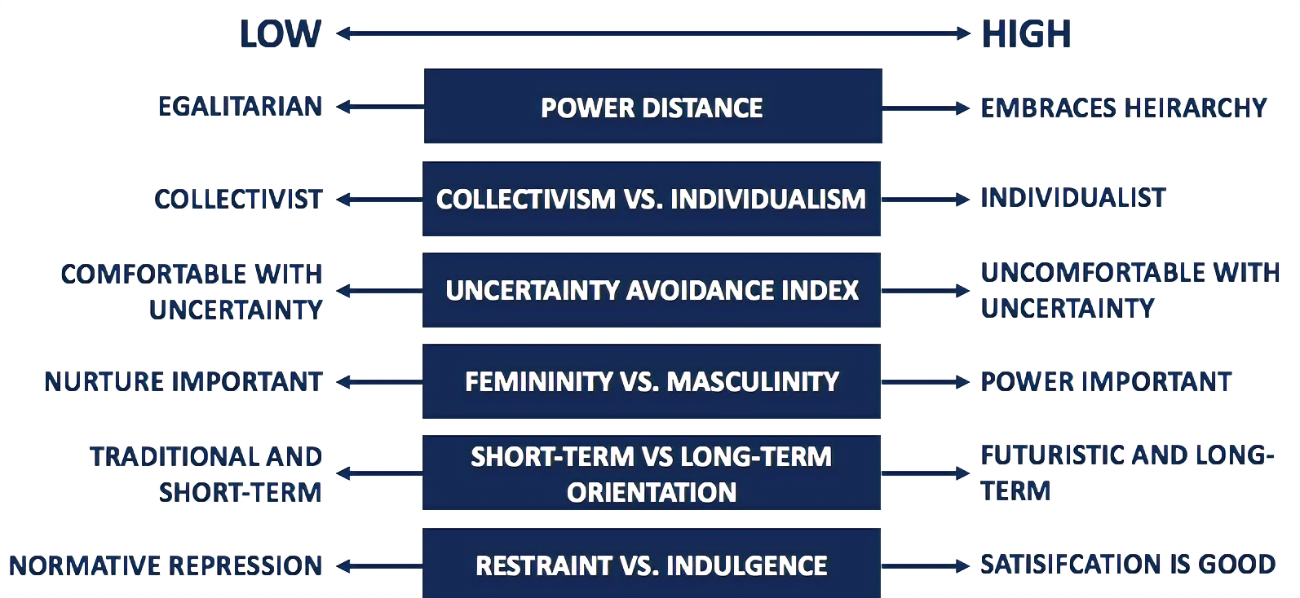 LOW HIGH
EGALITARIAN POWER DISTANCE EMBRACES HEIRARCHY
COLLECTIVIST COLLECTIVISM VS. INDIVIDUALISM INDIVIDUALIST
COMFORTABLE WITH
UNCERTAINTY
UNCERTAINTY AVOIDANCE INDEX
UNCOMFORTABLE WITH
UNCERTAINTY
NURTURE IMPORTANT FEMININITY VS. MASCULINITY POWER IMPORTANT
TRADITIONAL AND
SHORT-TERM
SHORT-TERM VS LONG-TERM
ORIENTATION
FUTURISTIC AND LONG-
TERM
NORMATIVE REPRESSION RESTRAINT VS. INDULGENCE SATISIFCATION IS GOOD